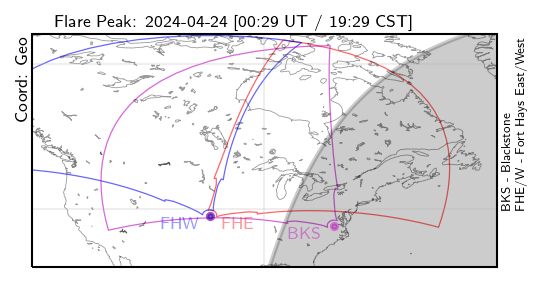 Flare Peak: 2024-04-24 [00:29 UT / 19:29 CST]
Coord: Geo
FHW
FHE
BKS
BKS - Blackstone
FHE/W - Fort Hays East/West